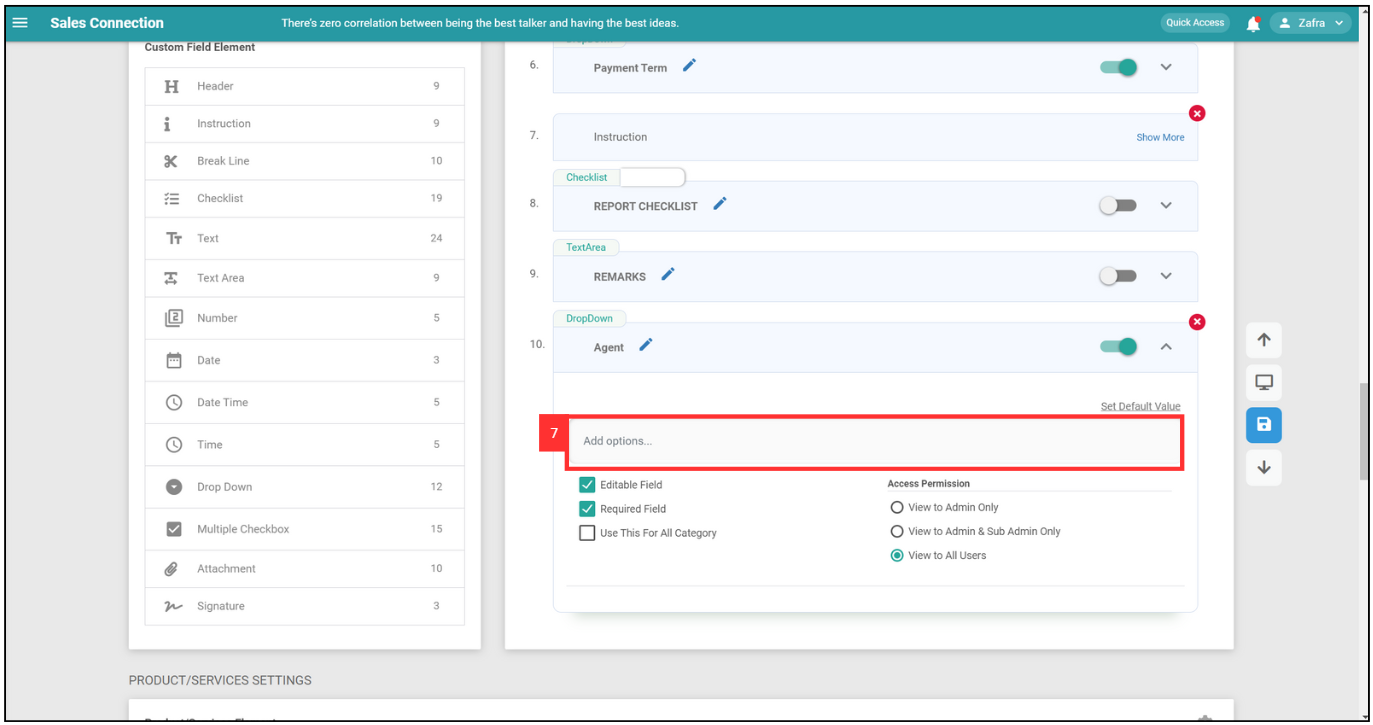 Sales Connection
There's zero correlation between being the best talker and having the best ideas.
Quick Access
Zafra
Custom Field Element
Header 9
Instruction 9
Break Line 10
Checklist 19
Text 24
Text Area 9
Number 5
Date 3
Date Time 5
Time 5
Drop Down 12
Multiple Checkbox 15
Attachment 10
Signature 3
6. Payment Term
7. Instruction Show More
Checklist
8. REPORT CHECKLIST
TextArea
9. REMARKS
DropDown
10. Agent
Set Default Value
7
Add options...
Editable Field
Required Field
Use This For All Category
Access Permission
View to Admin Only
View to Admin & Sub Admin Only
View to All Users
PRODUCT/SERVICES SETTINGS